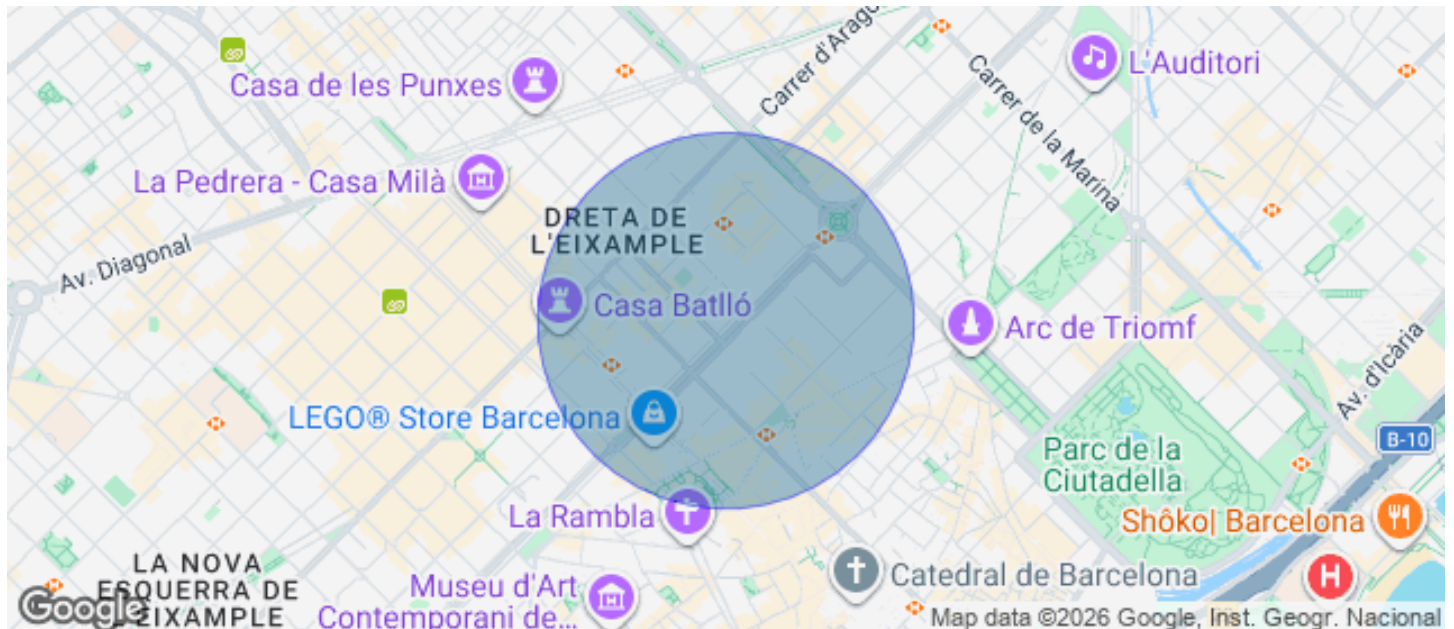 Casa de les Punxes
Carrer d'Arago
L'Auditori
Carrer de la Marina
La Pedrera - Casa Milà
DRETA DE
L'EIXAMPLE
Av. Diagonal
Casa Batlló
Arc de Triomf
Av. d'Icària
LEGO® Store Barcelona
B-10
Parc de la
Ciutadella
La Rambla
Shôko| Barcelona
LA NOVA
ESQUERRA DE
L'EIXAMPLE
Google
Museu d'Art
Contemporani de...
Catedral de Barcelona
H
Map data ©2026 Google, Inst. Geogr. Nacional